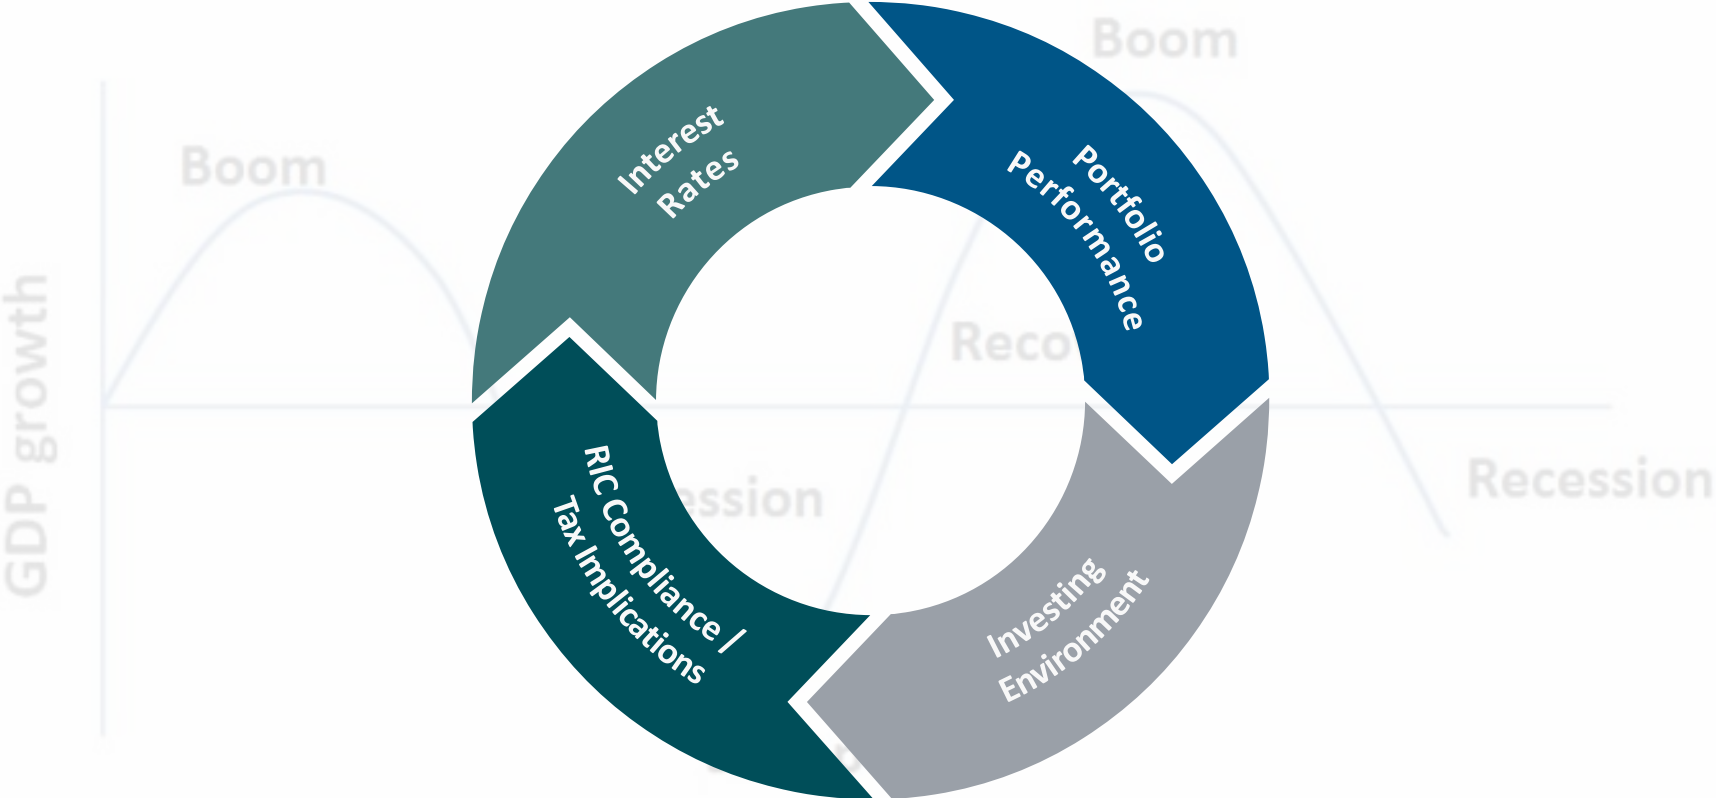 Boom
Boom
Interest
Rates
Portfolio
Performance
GDP growth
Reco
Recession
ession
RIC Compliance /
Tax Implications
Investing
Environment